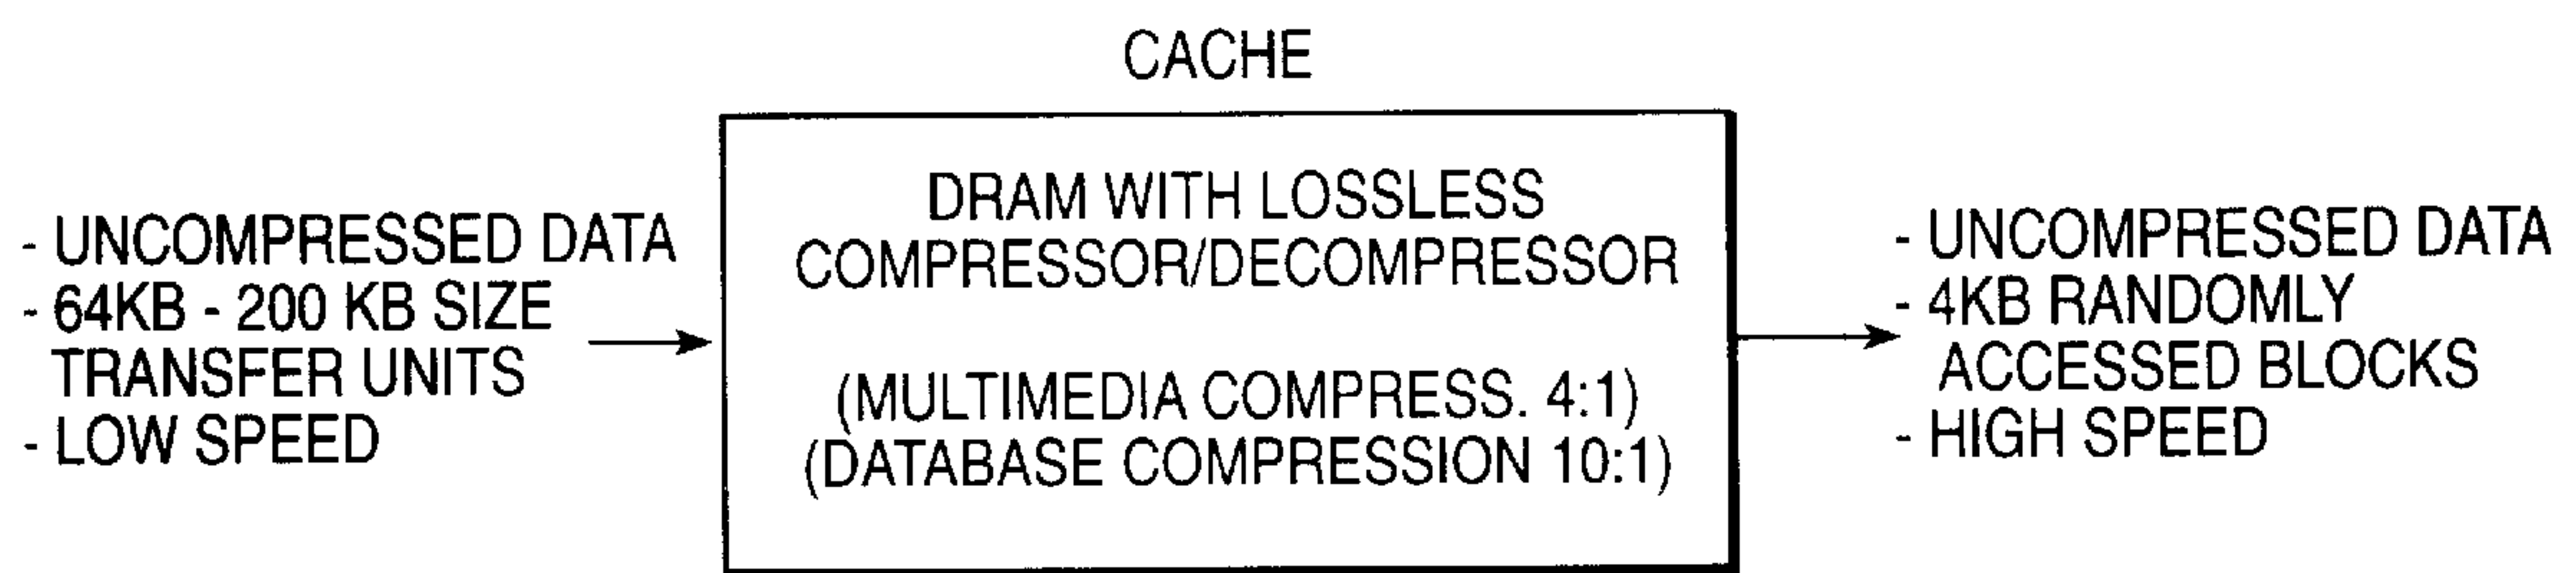 CACHE
- UNCOMPRESSED DATA
- 64KB - 200 KB SIZE
TRANSFER UNITS
- LOW SPEED
DRAM WITH LOSSLESS
COMPRESSOR/DECOMPRESSOR
(MULTIMEDIA COMPRESS. 4:1)
(DATABASE COMPRESSION 10:1)
- UNCOMPRESSED DATA
- 4KB RANDOMLY
ACCESSED BLOCKS
- HIGH SPEED